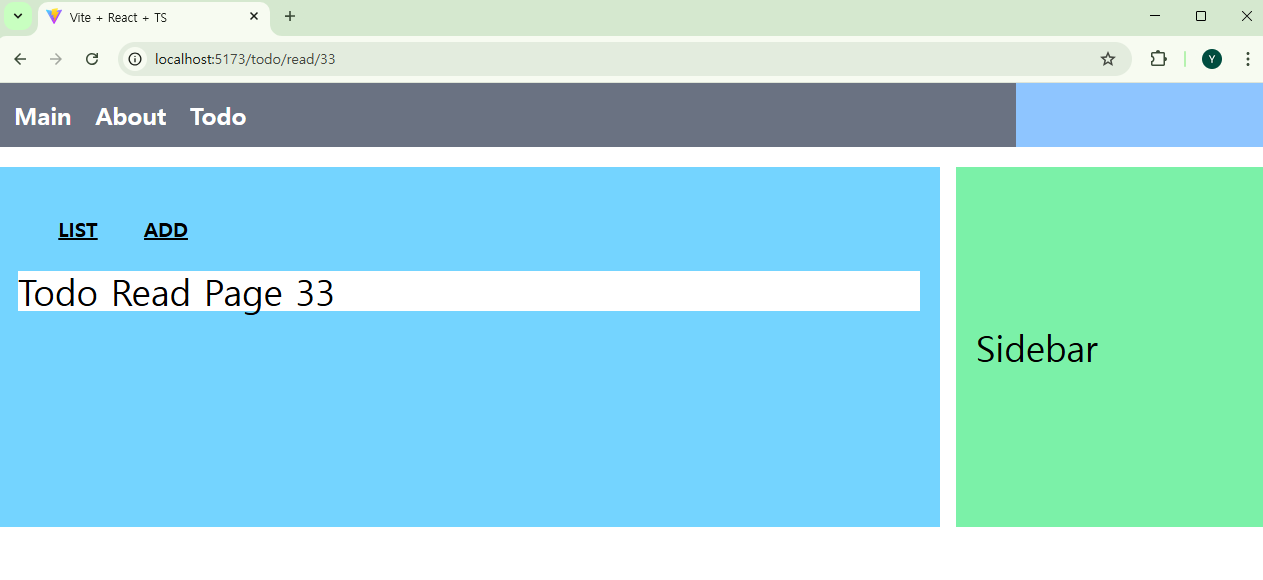 Vite + React + TS
localhost:5173/todo/read/33
Y
Main About Todo
LIST ADD
Todo Read Page 33
Sidebar